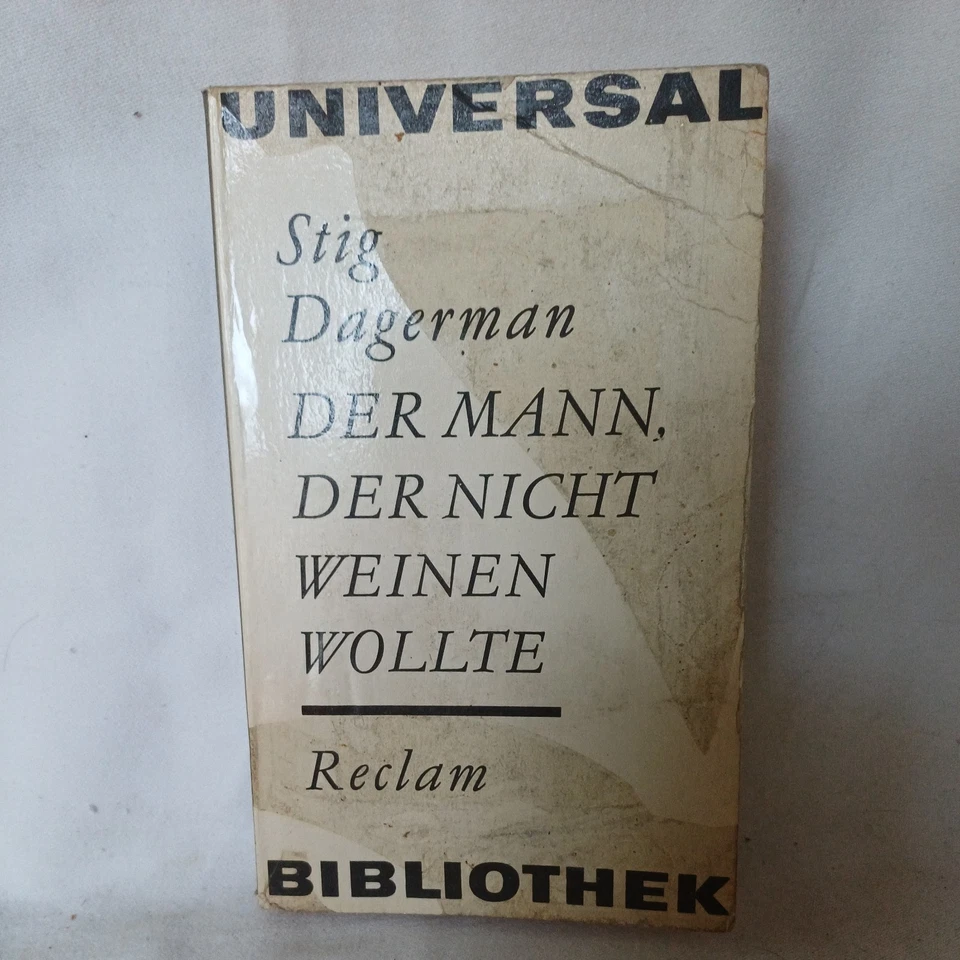 UNIVERSAL
Stig
Dagerman
DER MANN,
DER NICHT
WEINEN
WOLLTE
Reclam
BIBLIOTHEK